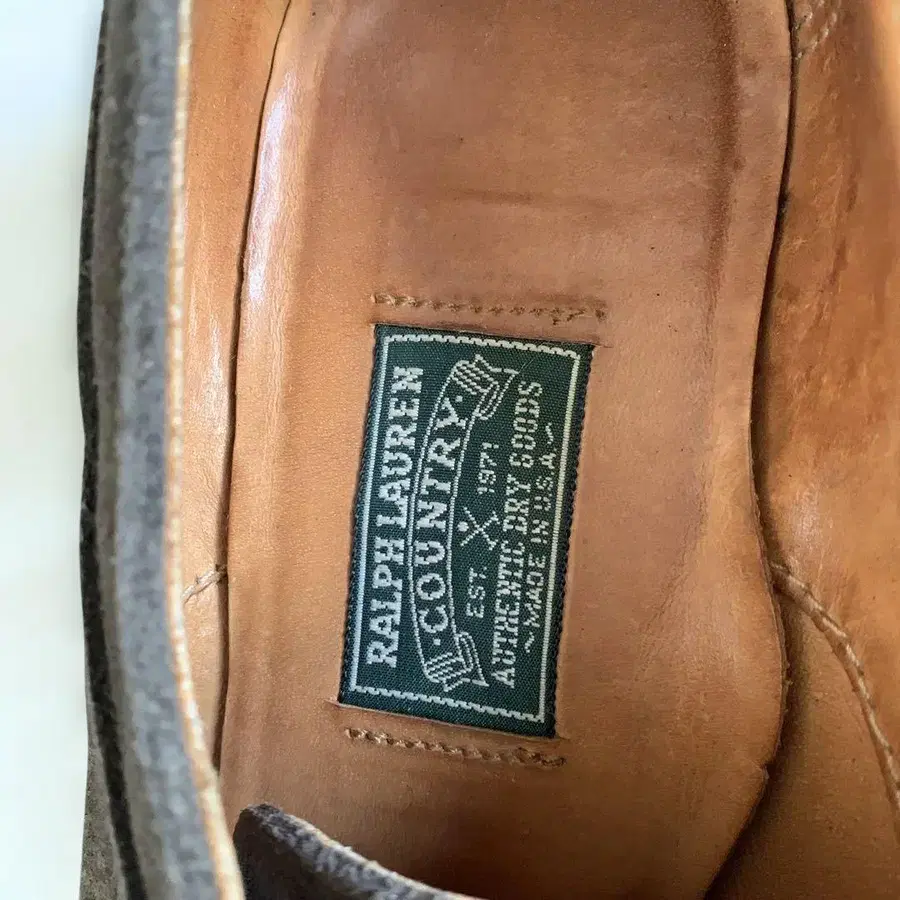 RALPH LAUREN
·COUNTRY·
EST. 1971
AUTHENTIC DRY GOODS
~MADE IN U.S.A.~